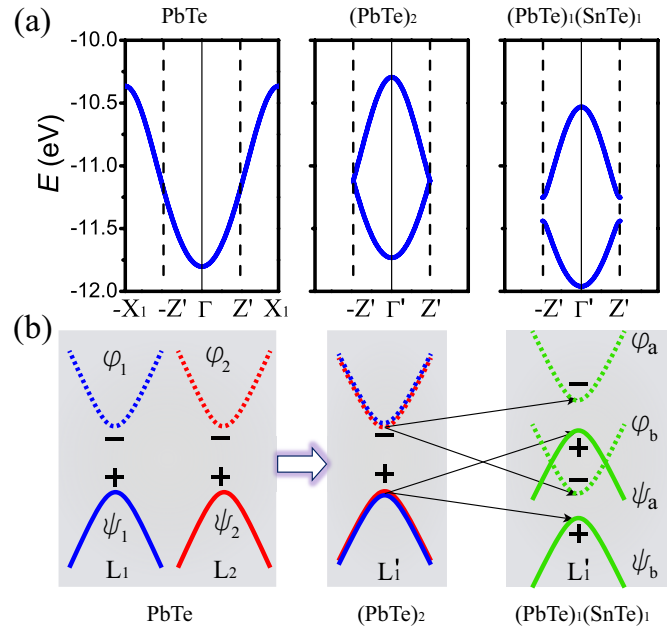 (a)
PbTe
(PbTe)₂
(PbTe)₁(SnTe)₁
E (eV)
-10.0
-10.5
-11.0
-11.5
-12.0
-X₁ -Z' Γ Z' X₁
-Z' Γ' Z'
-Z' Γ' Z'
(b)
φ₁ φ₂
− −
+ +
ψ₁ ψ₂
L₁ L₂
PbTe
−
+
L₁'
(PbTe)₂
φa
−
φb
+
−
ψa
+
L₁' ψb
(PbTe)₁(SnTe)₁